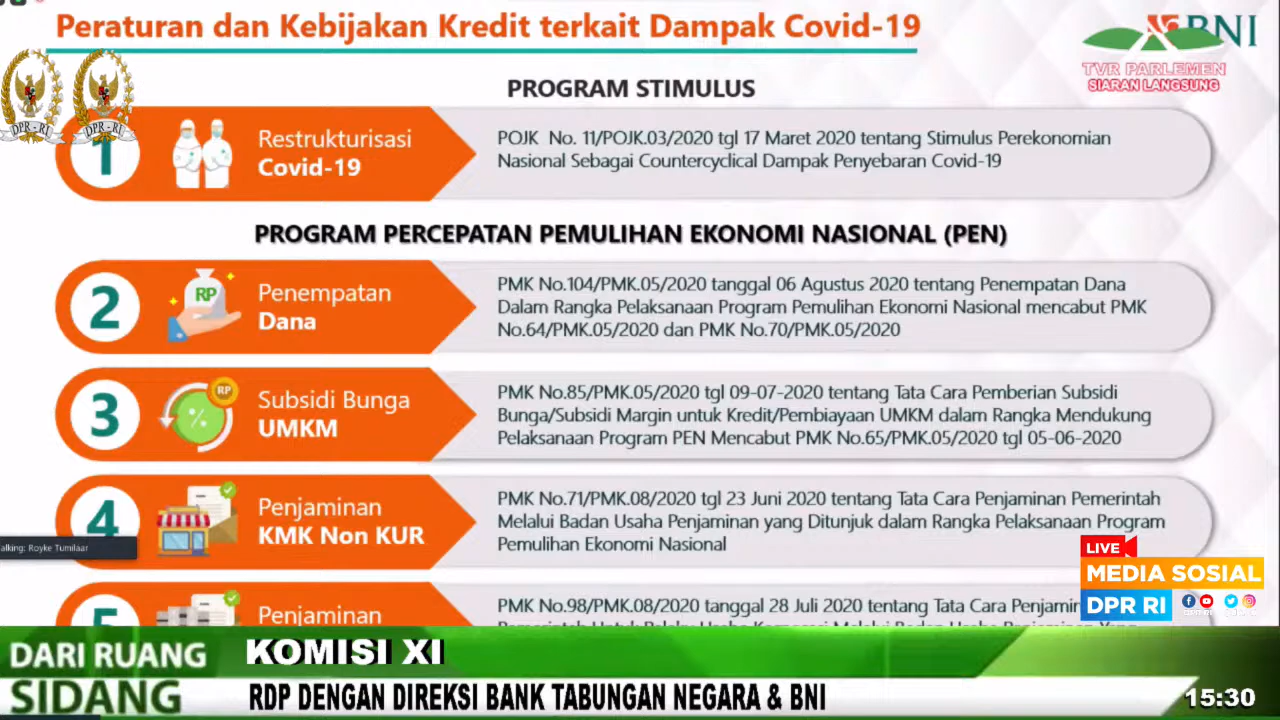 Peraturan dan Kebijakan Kredit terkait Dampak Covid-19
BNI
TVR PARLEMEN
SIARAN LANGSUNG
DPR-RI
DPR-RI
PROGRAM STIMULUS
1
Restrukturisasi
Covid-19
POJK No. 11/POJK.03/2020 tgl 17 Maret 2020 tentang Stimulus Perekonomian
Nasional Sebagai Countercyclical Dampak Penyebaran Covid-19
PROGRAM PERCEPATAN PEMULIHAN EKONOMI NASIONAL (PEN)
2
RP
Penempatan
Dana
PMK No.104/PMK.05/2020 tanggal 06 Agustus 2020 tentang Penempatan Dana
Dalam Rangka Pelaksanaan Program Pemulihan Ekonomi Nasional mencabut PMK
No.64/PMK.05/2020 dan PMK No.70/PMK.05/2020
3
RP
%
Subsidi Bunga
UMKM
PMK No.85/PMK.05/2020 tgl 09-07-2020 tentang Tata Cara Pemberian Subsidi
Bunga/Subsidi Margin untuk Kredit/Pembiayaan UMKM dalam Rangka Mendukung
Pelaksanaan Program PEN Mencabut PMK No.65/PMK.05/2020 tgl 05-06-2020
4
Penjaminan
KMK Non KUR
PMK No.71/PMK.08/2020 tgl 23 Juni 2020 tentang Tata Cara Penjaminan Pemerintah
Melalui Badan Usaha Penjaminan yang Ditunjuk dalam Rangka Pelaksanaan Program
Pemulihan Ekonomi Nasional
alking: Royke Tumilaar
5
Penjaminan
PMK No.98/PMK.08/2020 tanggal 28 Juli 2020 tentang Tata Cara Penjamin
LIVE
MEDIA SOSIAL
DPR RI
DARI RUANG
SIDANG
KOMISI XI
RDP DENGAN DIREKSI BANK TABUNGAN NEGARA & BNI
15:30